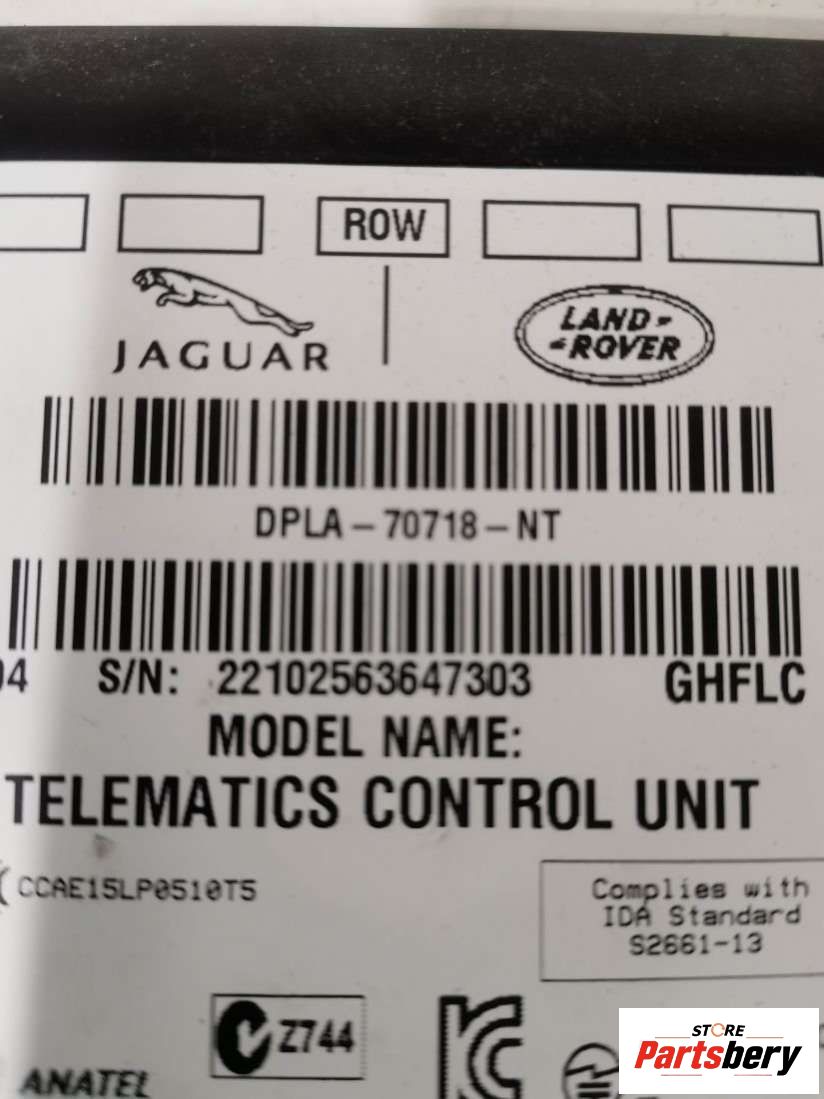 ROW
JAGUAR
LAND
ROVER
DPLA-70718-NT
04 S/N: 22102563647303 GHFLC
MODEL NAME:
TELEMATICS CONTROL UNIT
CCAE15LP0510T5
Complies with
IDA Standard
S2661-13
Z744
ANATEL
STORE
Partsbery